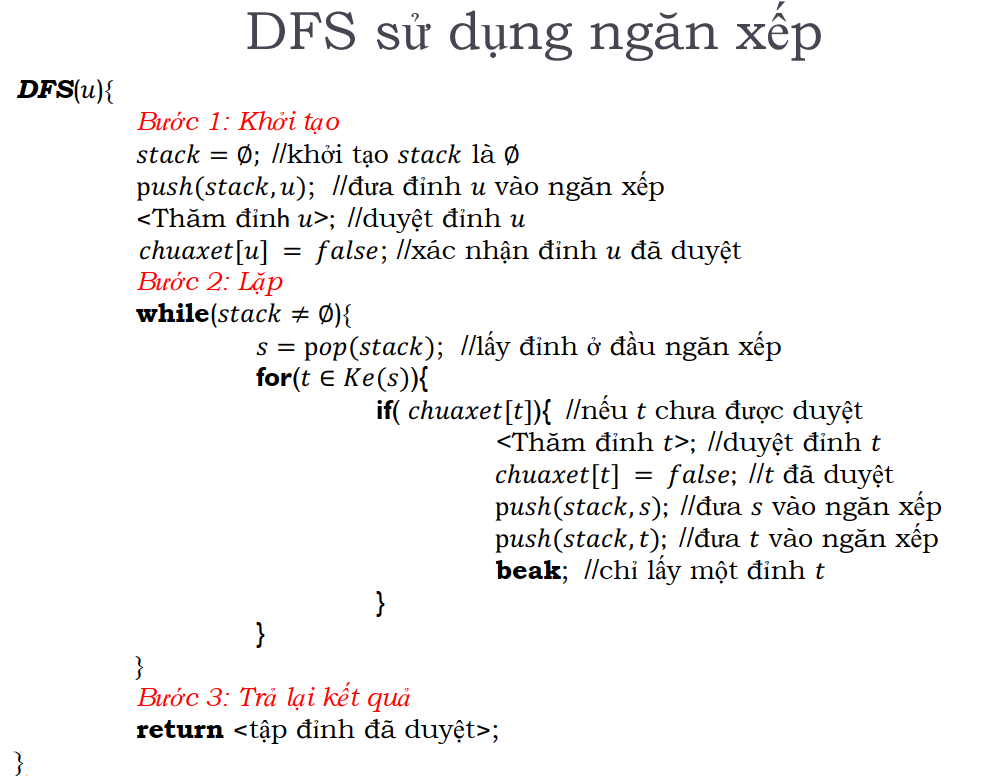 DFS sử dụng ngăn xếp
DFS(u){
Bước 1: Khởi tạo
stack = ∅; //khởi tạo stack là ∅
push(stack, u); //đưa đỉnh u vào ngăn xếp
<Thăm đỉnh u>; //duyệt đỉnh u
chuaxet[u] = false; //xác nhận đỉnh u đã duyệt
Bước 2: Lặp
while(stack ≠ ∅){
s = pop(stack); //lấy đỉnh ở đầu ngăn xếp
for(t ∈ Ke(s)){
if( chuaxet[t]){ //nếu t chưa được duyệt
<Thăm đỉnh t>; //duyệt đỉnh t
chuaxet[t] = false; //t đã duyệt
push(stack, s); //đưa s vào ngăn xếp
push(stack, t); //đưa t vào ngăn xếp
beak; //chỉ lấy một đỉnh t
}
}
}
Bước 3: Trả lại kết quả
return <tập đỉnh đã duyệt>;
}